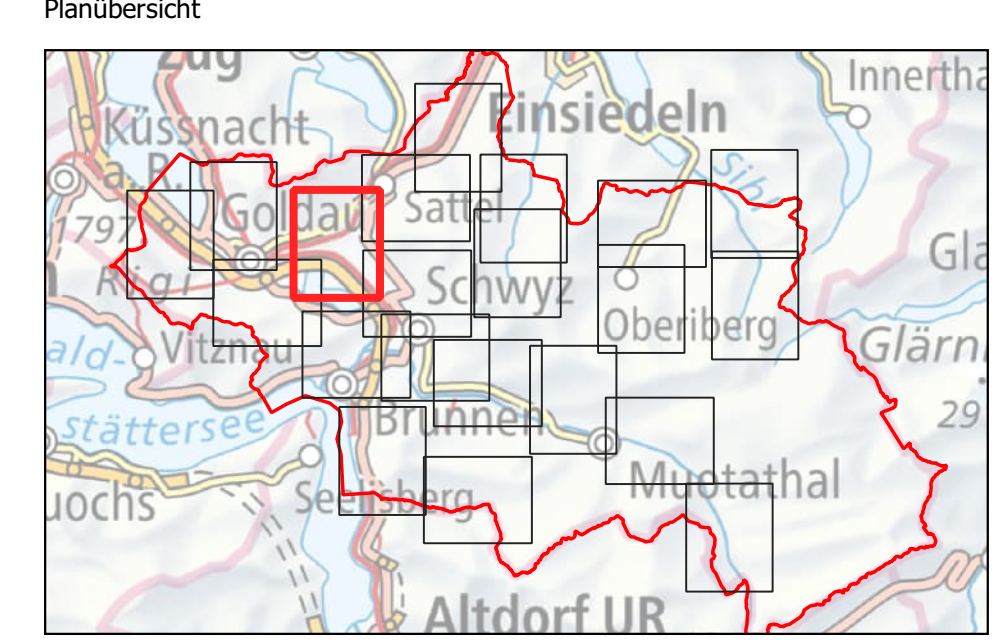 Planübersicht
Zug
Innertha
Küssnacht
a. R.
Einsiedeln
Sihl
1797
Goldau
Sattel
Rigi
Schwyz
Gla
Oberiberg
ald-
Vitznau
Glärni
29
stättersee
Brunnen
uochs
Seelisberg
Muotathal
Altdorf UR